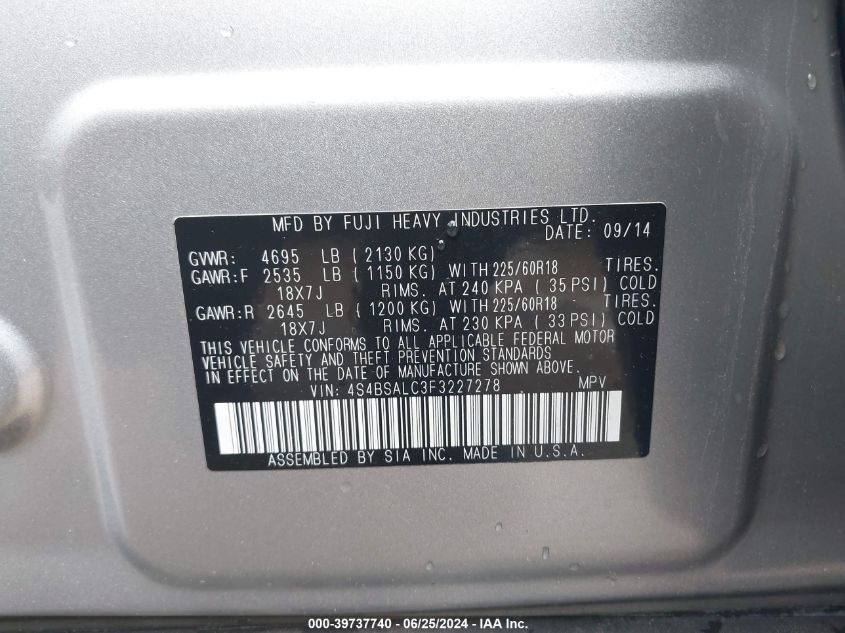 MFD BY FUJI HEAVY INDUSTRIES LTD.
DATE: 09/14
GVWR: 4695 LB ( 2130 KG)
GAWR:F 2535 LB ( 1150 KG) WITH 225/60R18 TIRES.
18X7J RIMS. AT 240 KPA ( 35 PSI) COLD
GAWR:R 2645 LB ( 1200 KG) WITH 225/60R18 TIRES.
18X7J RIMS. AT 230 KPA ( 33 PSI) COLD
THIS VEHICLE CONFORMS TO ALL APPLICABLE FEDERAL MOTOR
VEHICLE SAFETY AND THEFT PREVENTION STANDARDS
IN EFFECT ON THE DATE OF MANUFACTURE SHOWN ABOVE.
VIN: 4S4BSALC3F3227278 MPV
ASSEMBLED BY SIA INC. MADE IN U.S.A.
000-39737740 - 06/25/2024 - IAA, Inc.